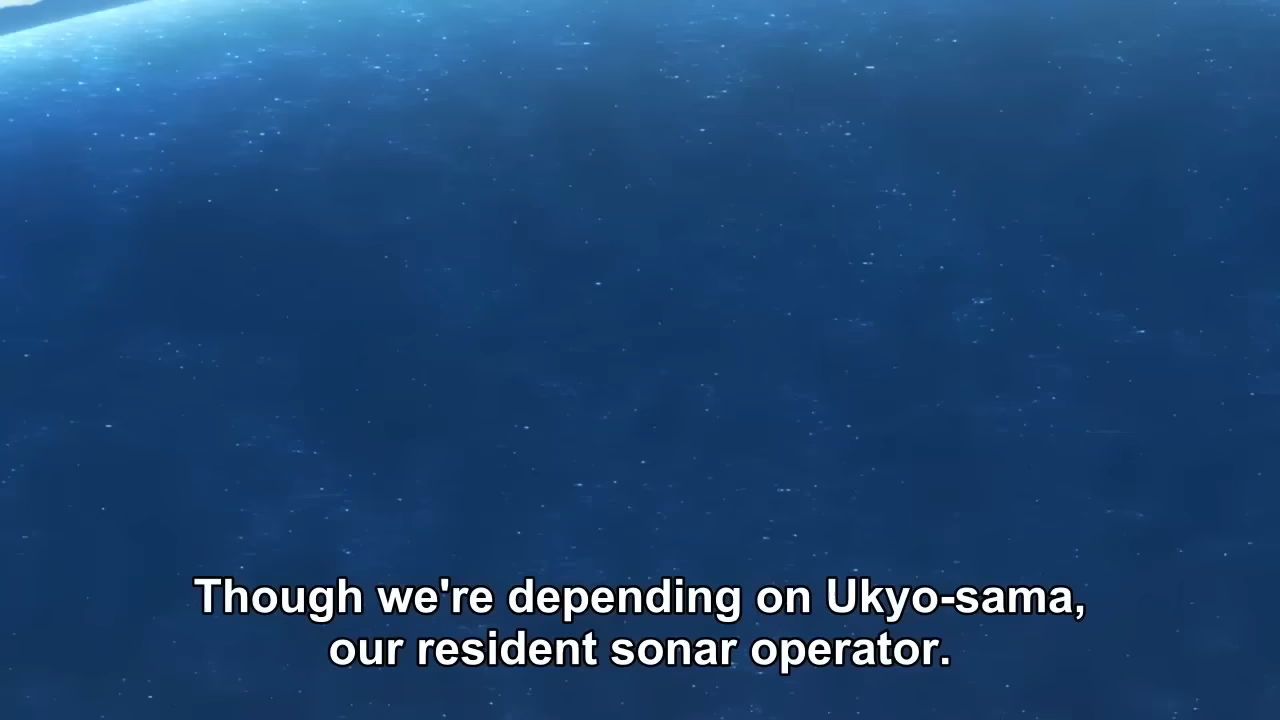 Though we're depending on Ukyo-sama,
our resident sonar operator.